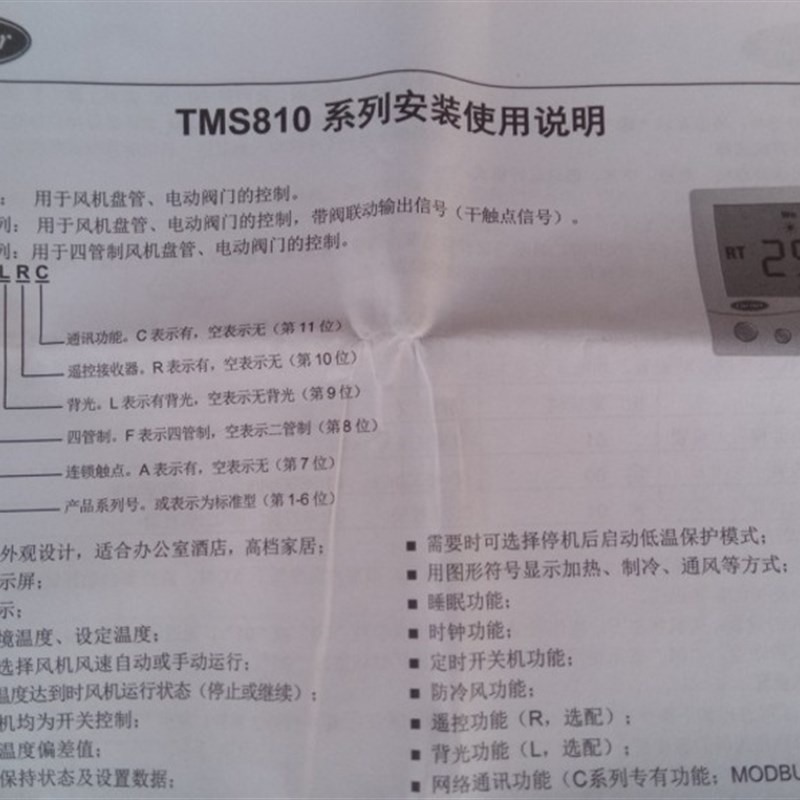 TMS810 系列安装使用说明
： 用于风机盘管、电动阀门的控制。
列： 用于风机盘管、电动阀门的控制，带阀联动输出信号（干触点信号）。
列：用于四管制风机盘管、电动阀门的控制。
L R C
通讯功能。C 表示有，空表示无（第 11 位）
遥控接收器。R 表示有，空表示无（第 10 位）
背光。L 表示有背光，空表示无背光（第 9 位）
四管制。F 表示四管制，空表示二管制（第 8 位）
连锁触点。A 表示有，空表示无（第 7 位）
产品系列号。或表示为标准型（第 1-6 位）
RT
外观设计，适合办公室酒店，高档家居；
示屏；
示；
境温度、设定温度；
选择风机风速自动或手动运行；
温度达到时风机运行状态（停止或继续）；
机均为开关控制；
温度偏差值；
保持状态及设置数据；
■ 需要时可选择停机后启动低温保护模式；
■ 用图形符号显示加热、制冷、通风等方式；
■ 睡眠功能；
■ 时钟功能；
■ 定时开关机功能；
■ 防冷风功能；
■ 遥控功能（R，选配）；
■ 背光功能（L，选配）；
■ 网络通讯功能（C系列专有功能；MODBU